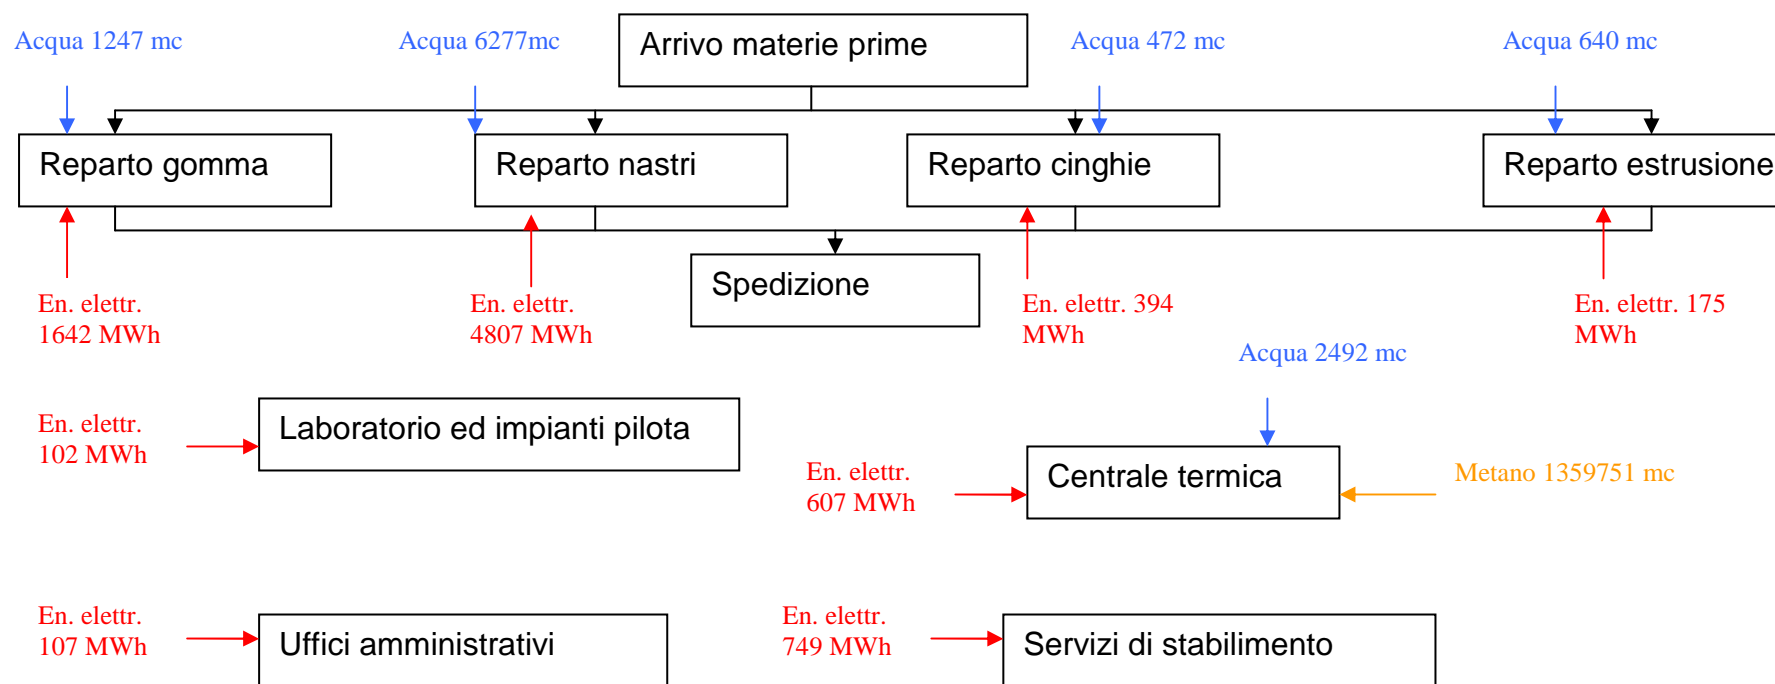 Acqua 1247 mc
Acqua 6277mc
Arrivo materie prime
Acqua 472 mc
Acqua 640 mc
Reparto gomma
Reparto nastri
Reparto cinghie
Reparto estrusione
Spedizione
En. elettr.
1642 MWh
En. elettr.
4807 MWh
En. elettr. 394
MWh
En. elettr. 175
MWh
Acqua 2492 mc
En. elettr.
102 MWh
Laboratorio ed impianti pilota
En. elettr.
607 MWh
Centrale termica
Metano 1359751 mc
En. elettr.
107 MWh
Uffici amministrativi
En. elettr.
749 MWh
Servizi di stabilimento